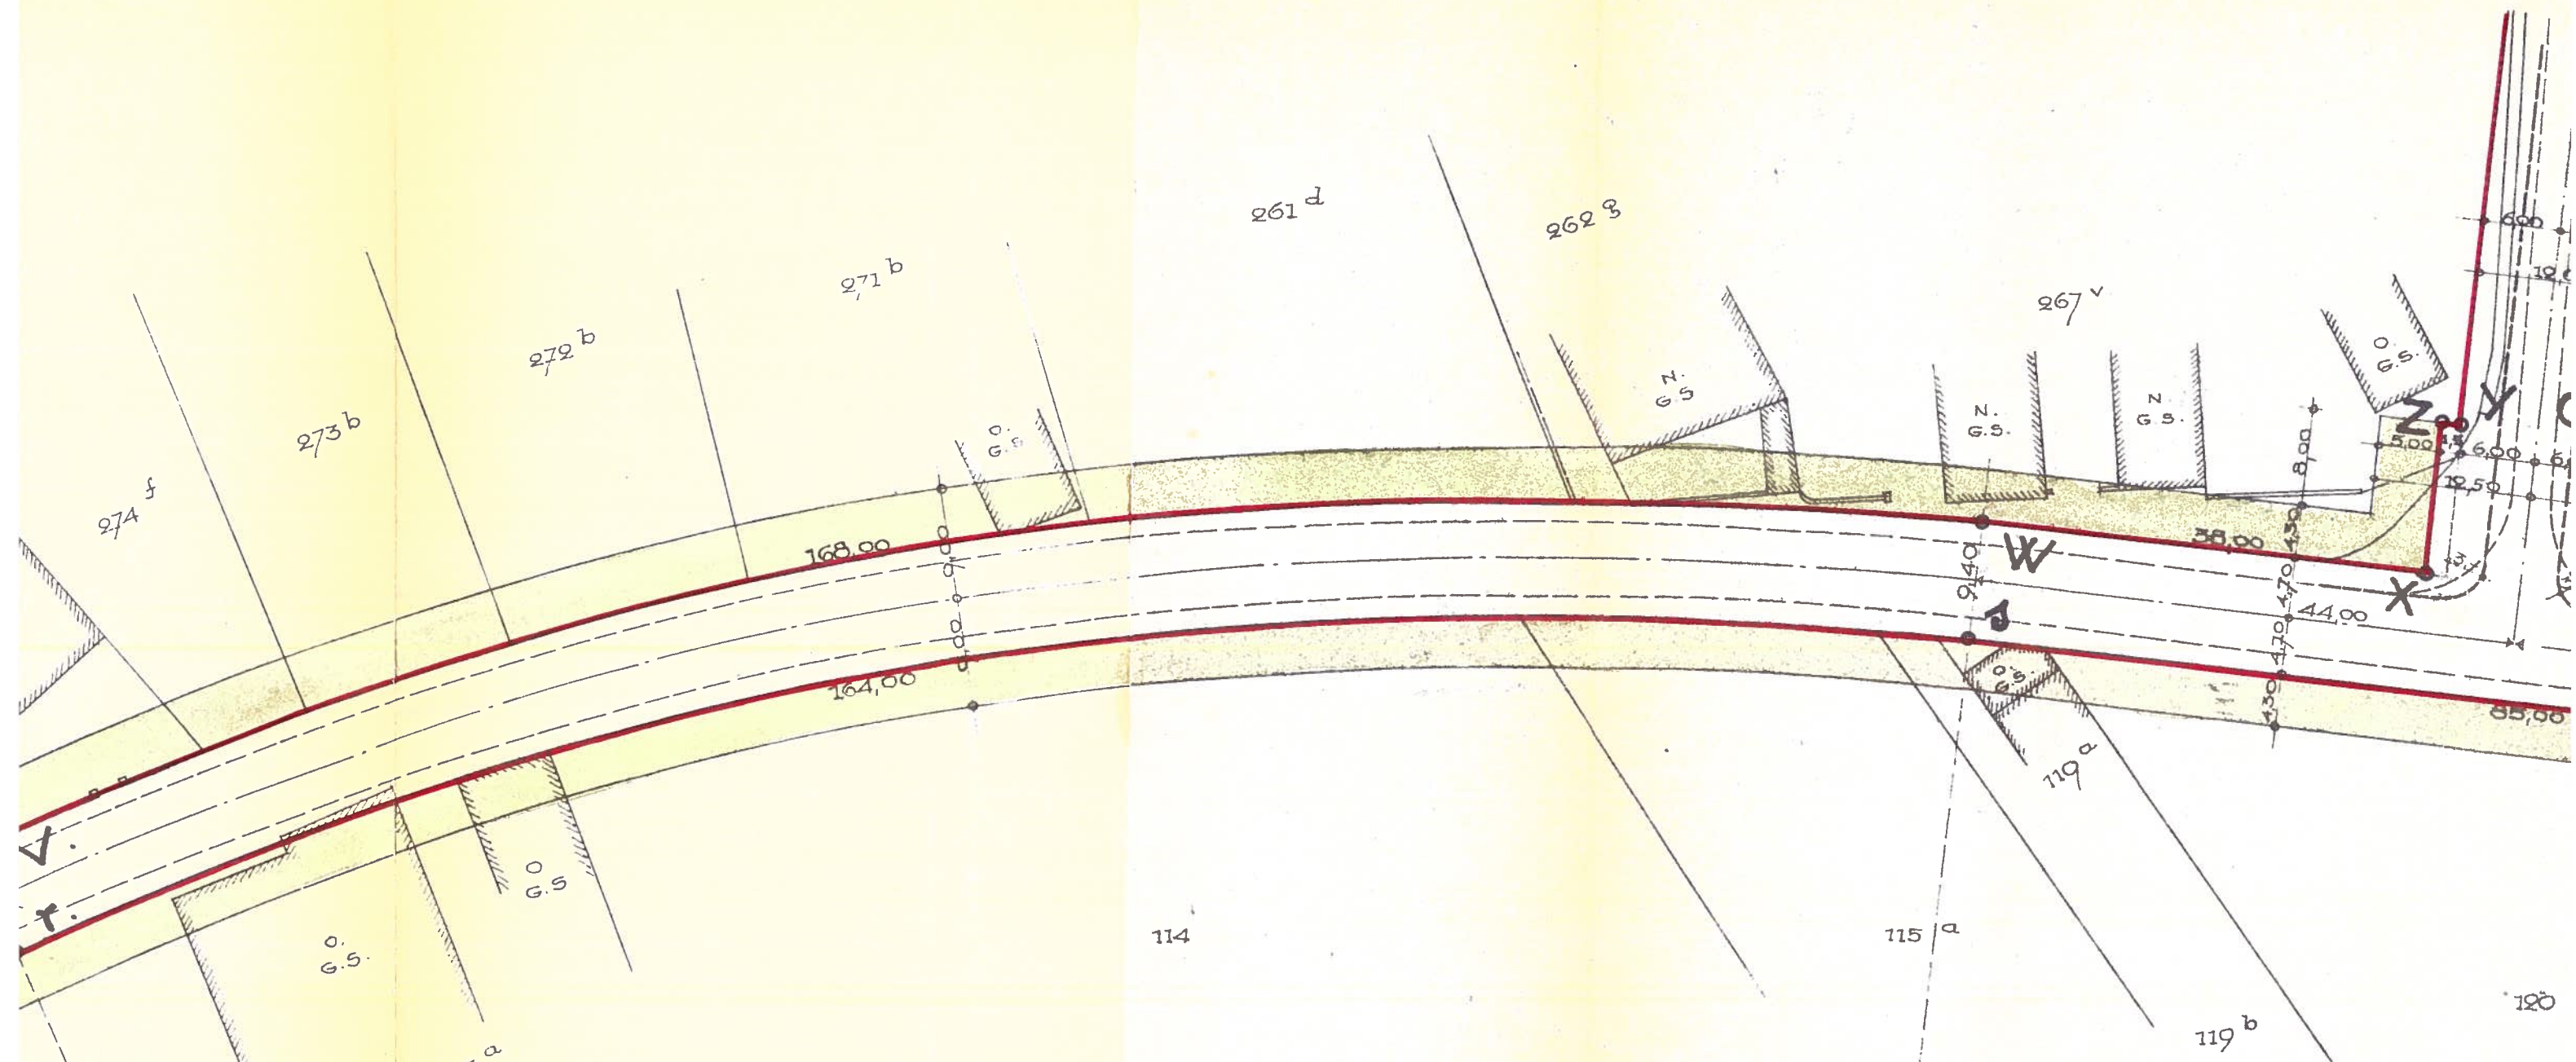 261 d
262 g
271 b
267 v
272 b
273 b
274 f
O.
G.S.
N.
G.S
N.
G.S.
N
G.S.
O.
G.S.
6,00
Z
Y
5,00
6,00
12,50
8,00
168,00
9,00
9,00
W
38,00
4,30
4,70
X
44,00
9,40
s
4,70
4,30
164,00
O
G.S.
85,00
V.
r.
O
G.S
O.
G.S.
119 a
114
115 a
119 b
120
a